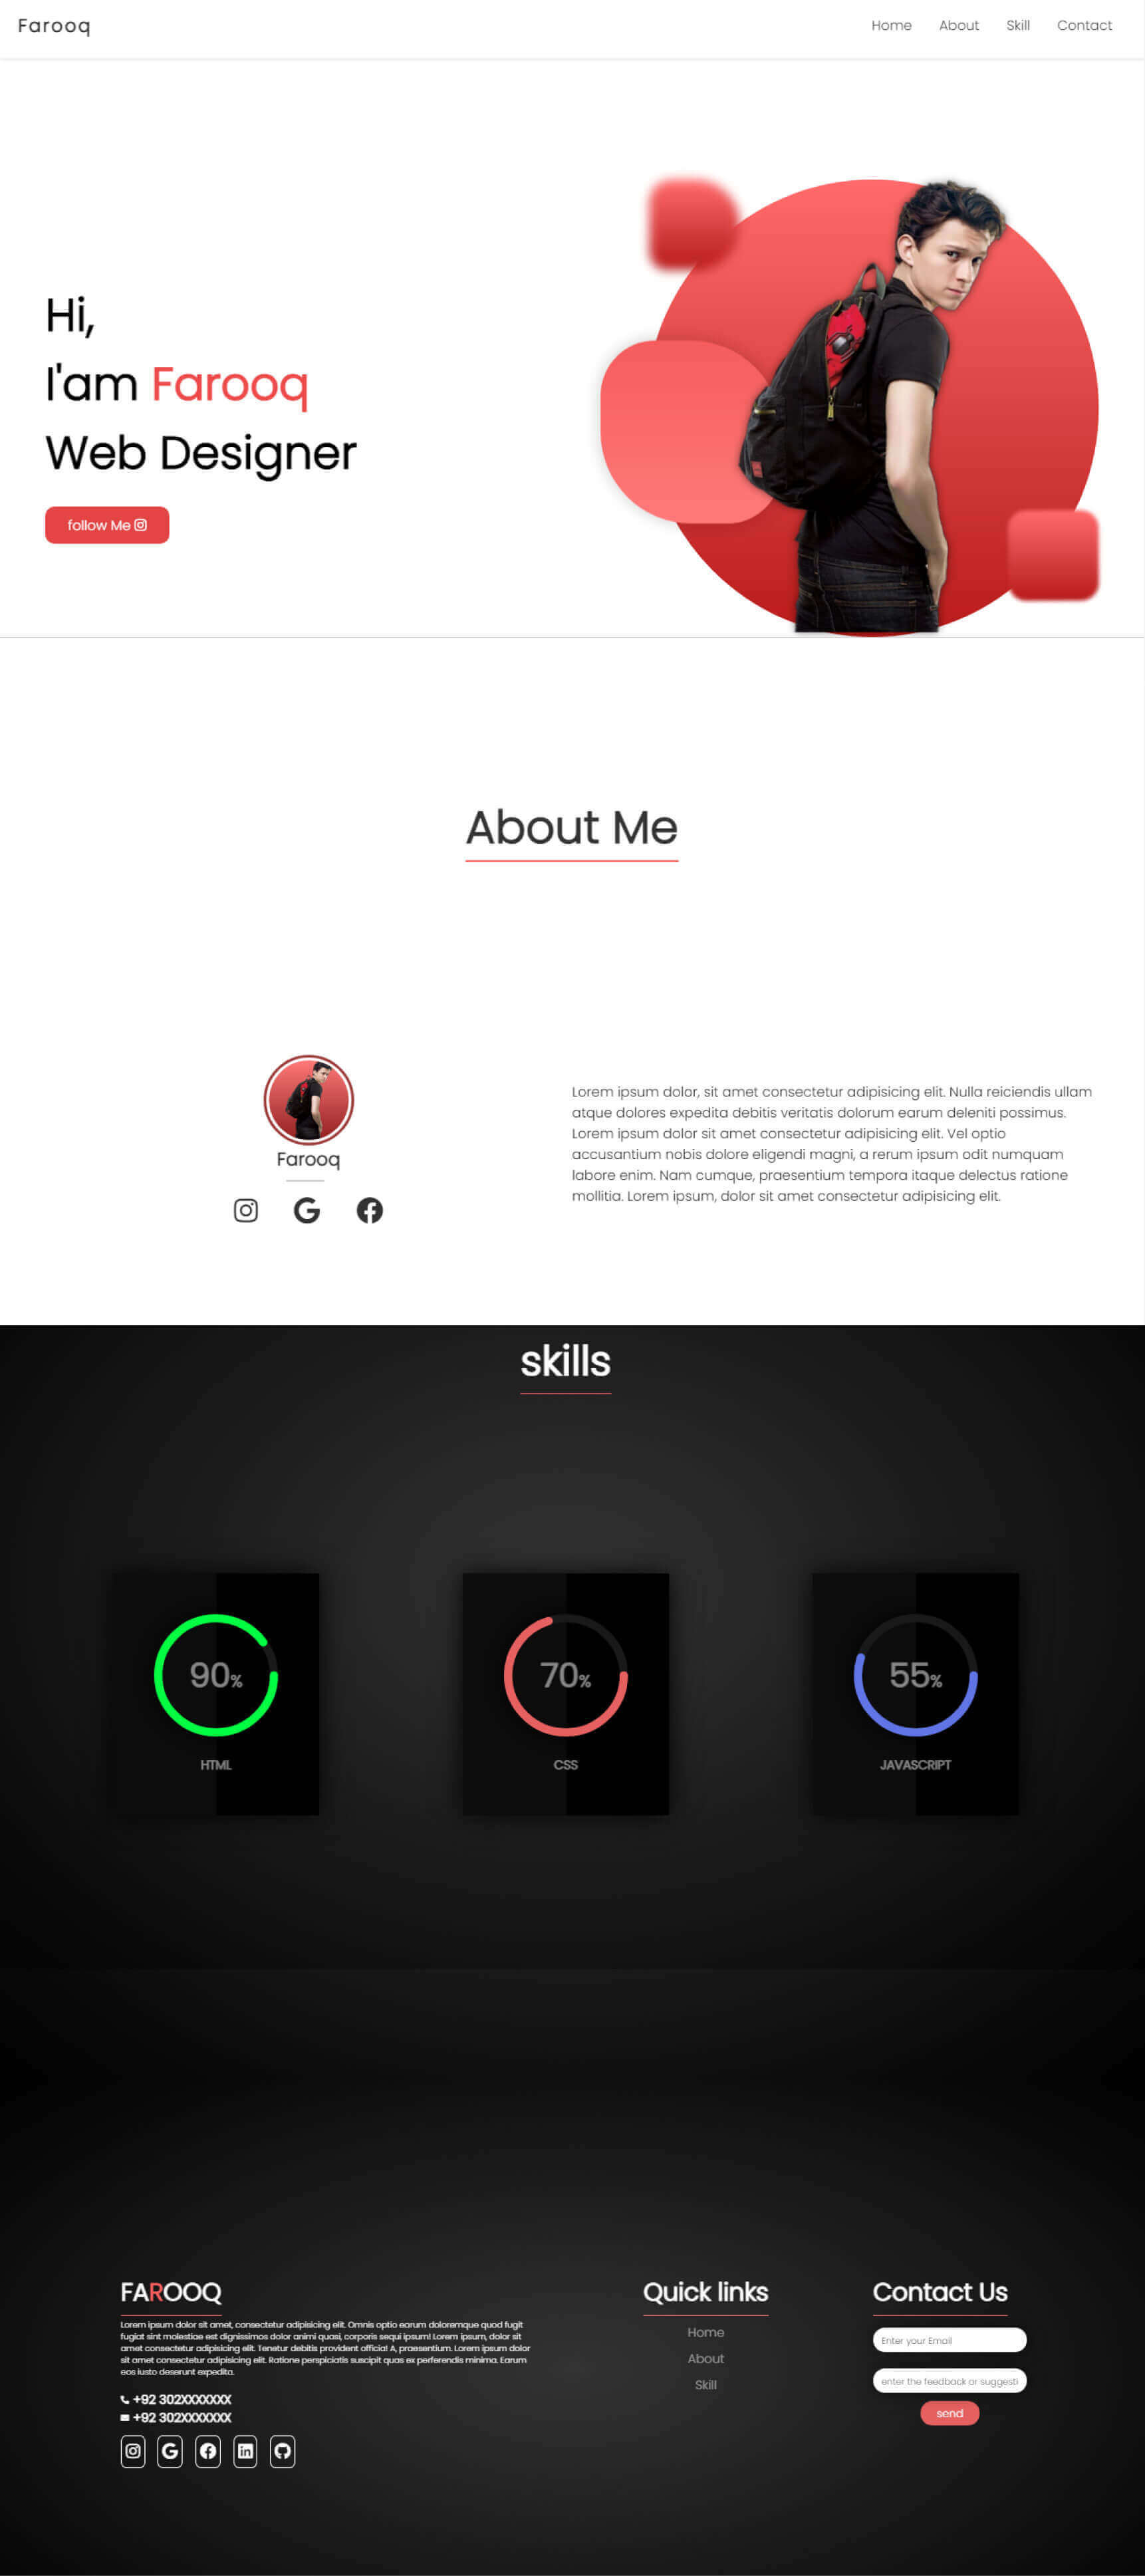 Farooq
Home About Skill Contact
Hi,
I'am Farooq
Web Designer
follow Me
About Me
Farooq
Lorem ipsum dolor, sit amet consectetur adipisicing elit. Nulla reiciendis ullam
atque dolores expedita debitis veritatis dolorum earum deleniti possimus.
Lorem ipsum dolor sit amet consectetur adipisicing elit. Vel optio
accusantium nobis dolore eligendi magni, a rerum ipsum odit numquam
labore enim. Nam cumque, praesentium tempora itaque delectus ratione
mollitia. Lorem ipsum, dolor sit amet consectetur adipisicing elit.
skills
90%
HTML
70%
CSS
55%
JAVASCRIPT
FAROOQ
Lorem ipsum dolor sit amet, consectetur adipisicing elit. Omnis optio earum doloremque quod fugit
fugiat sint molestiae est dignissimos dolor animi quasi, corporis sequi ipsum! Lorem ipsum, dolor sit
amet consectetur adipisicing elit. Tenetur debitis provident officia! A, praesentium. Lorem ipsum dolor
sit amet consectetur adipisicing elit. Ratione perspiciatis suscipit quas ex perferendis minima. Earum
eos iusto deserunt expedita.
+92 302XXXXXXX
+92 302XXXXXXX
Quick links
Home
About
Skill
Contact Us
Enter your Email
enter the feedback or suggesti
send